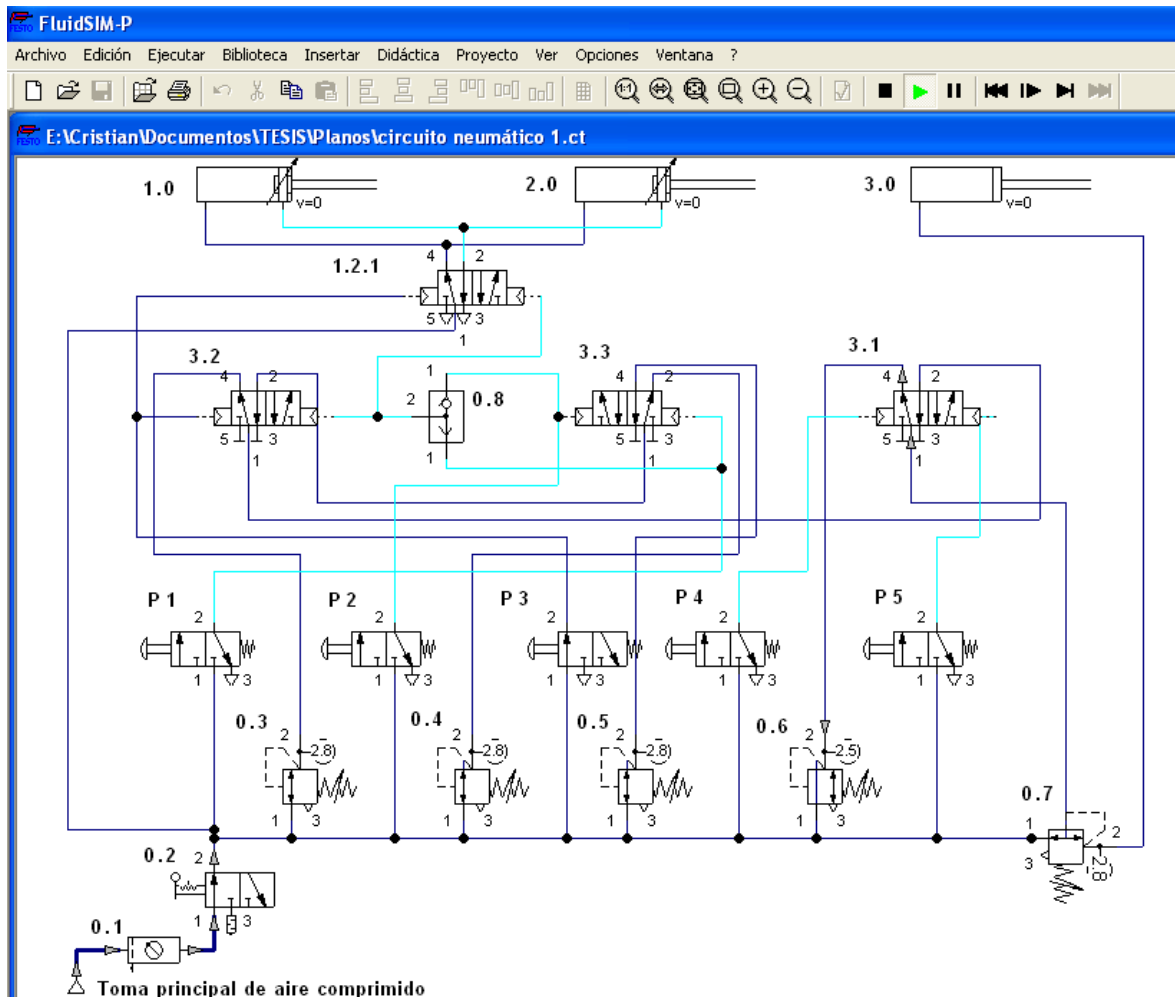 FluidSIM-P
Archivo Edición Ejecutar Biblioteca Insertar Didáctica Proyecto Ver Opciones Ventana ?
1:1
FESTO E:\Cristian\Documentos\TESIS\Planos\circuito neumático 1.ct
1.0 2.0 3.0
v=0 v=0 v=0
4 2
1.2.1
5 3
1
3.2 3.3 3.1
4 2 1 4 2 4 2
2 0.8
5 3 5 3 5 3
1 1 1 1
P 1 P 2 P 3 P 4 P 5
2 2 2 2 2
1 3 1 3 1 3 1 3 1 3
0.3 0.4 0.5 0.6
2 2 2 2
2.8) 2.8) 2.8) 2.5)
0.7
1 3 1 3 1 3 1 3
1 2
3
2.8
0.2 2
1 3
0.1
Toma principal de aire comprimido